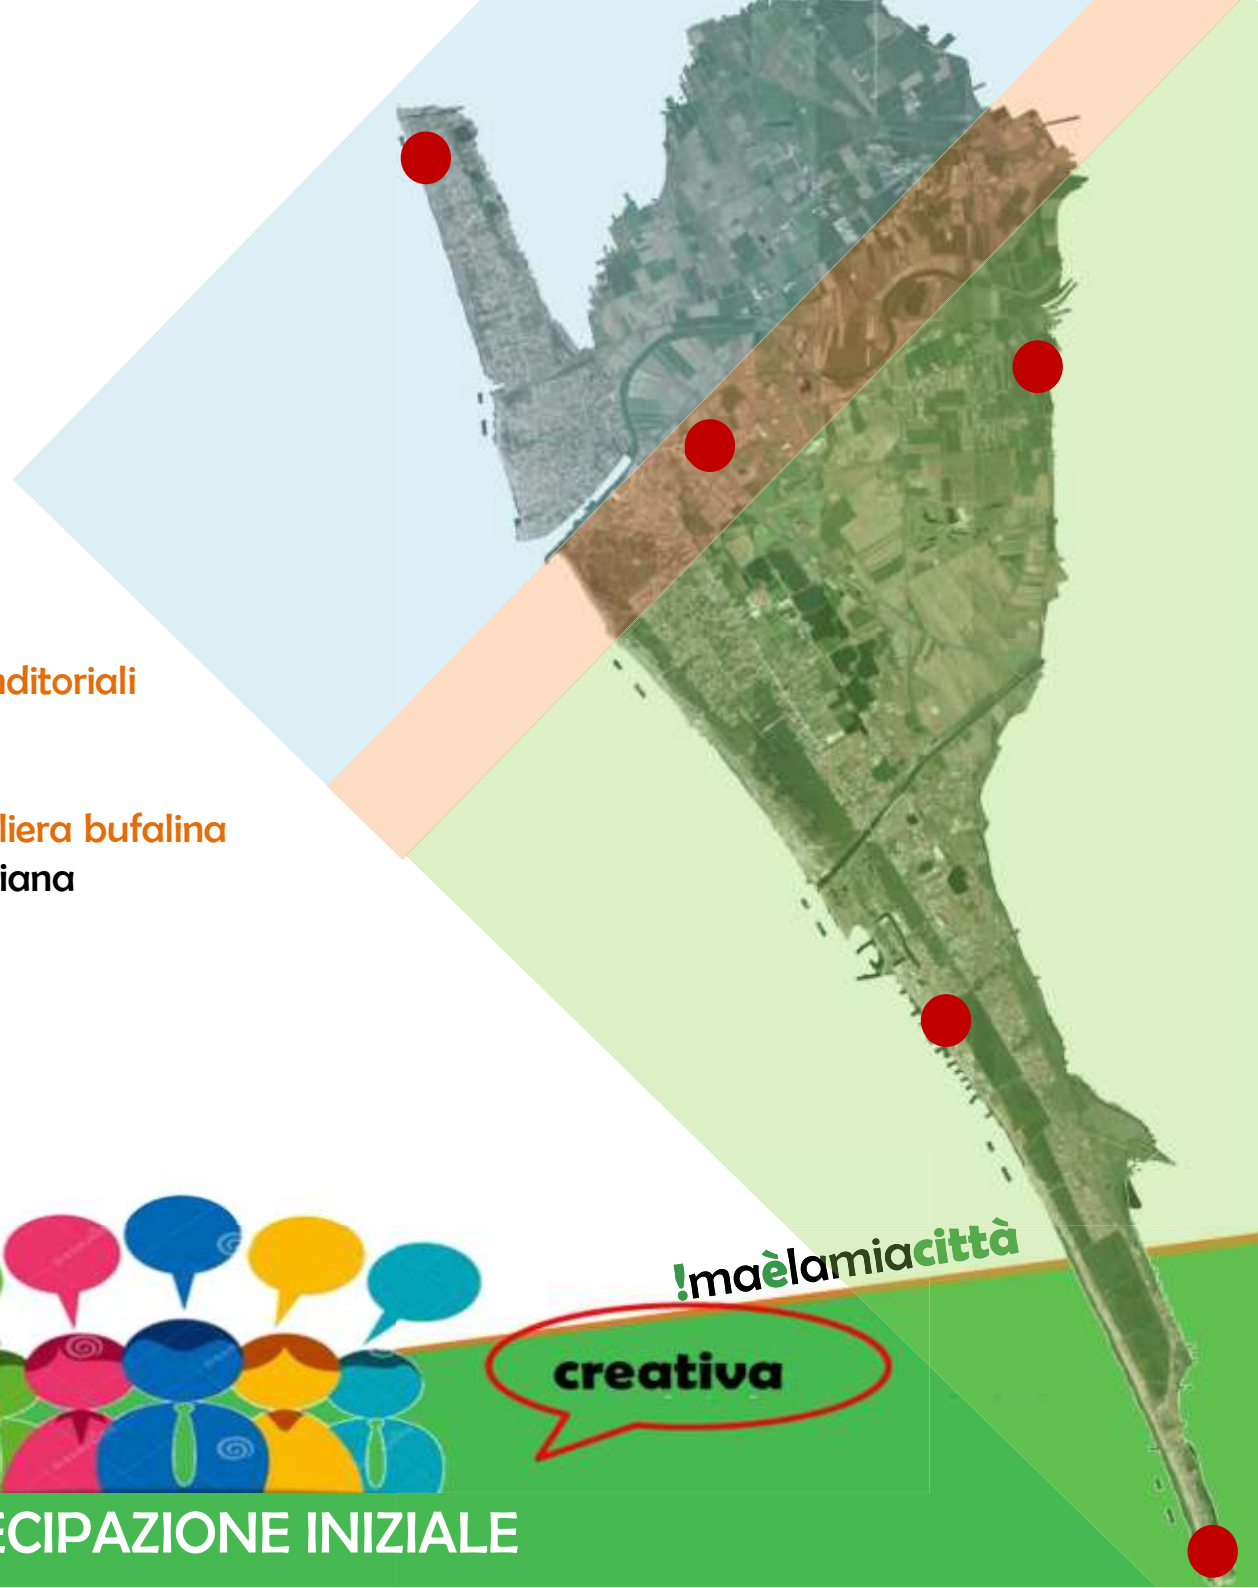 nditoriali
liera bufalina
iana
!maèlamiacittà
creativa
ECIPAZIONE INIZIALE